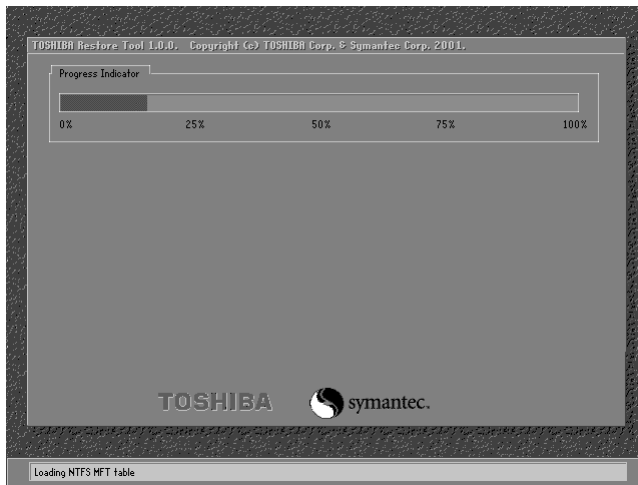 TOSHIBA Restore Tool 1.0.0. Copyright (c) TOSHIBA Corp. & Symantec Corp. 2001.
Progress Indicator
0% 25% 50% 75% 100%
TOSHIBA symantec.
Loading NTFS MFT table